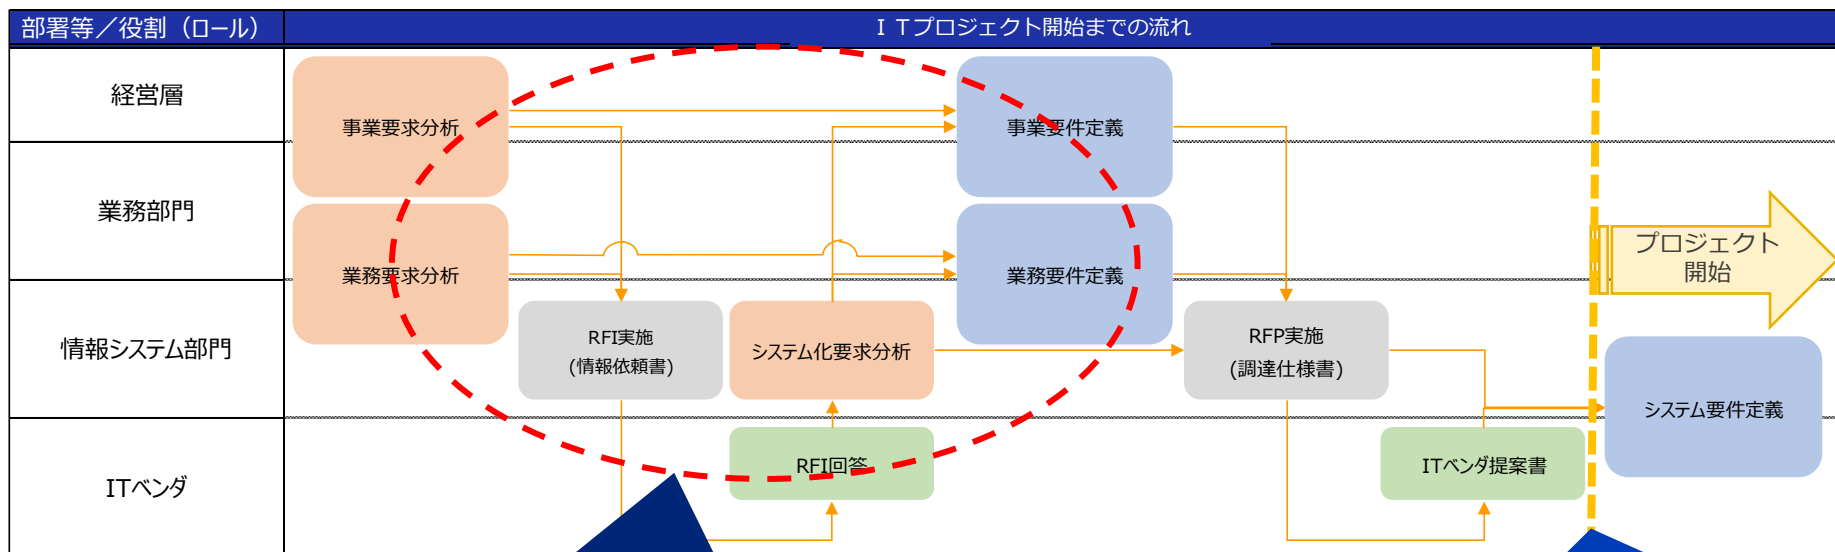 部署等／役割（ロール）
ＩＴプロジェクト開始までの流れ
経営層
事業要求分析
事業要件定義
業務部門
業務要求分析
業務要件定義
プロジェクト
開始
情報システム部門
RFI実施
(情報依頼書)
システム化要求分析
RFP実施
(調達仕様書)
システム要件定義
ITベンダ
RFI回答
ITベンダ提案書